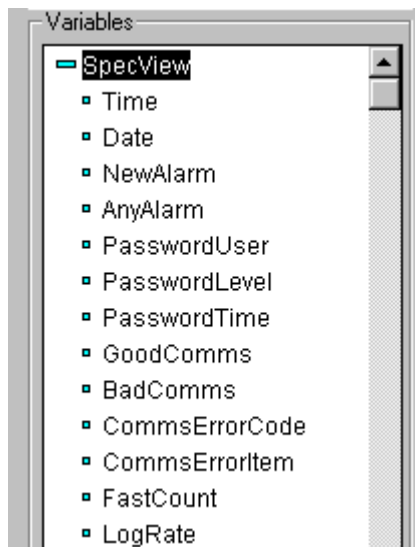 Variables
SpecView
Time
Date
NewAlarm
AnyAlarm
PasswordUser
PasswordLevel
PasswordTime
GoodComms
BadComms
CommsErrorCode
CommsErrorItem
FastCount
LogRate